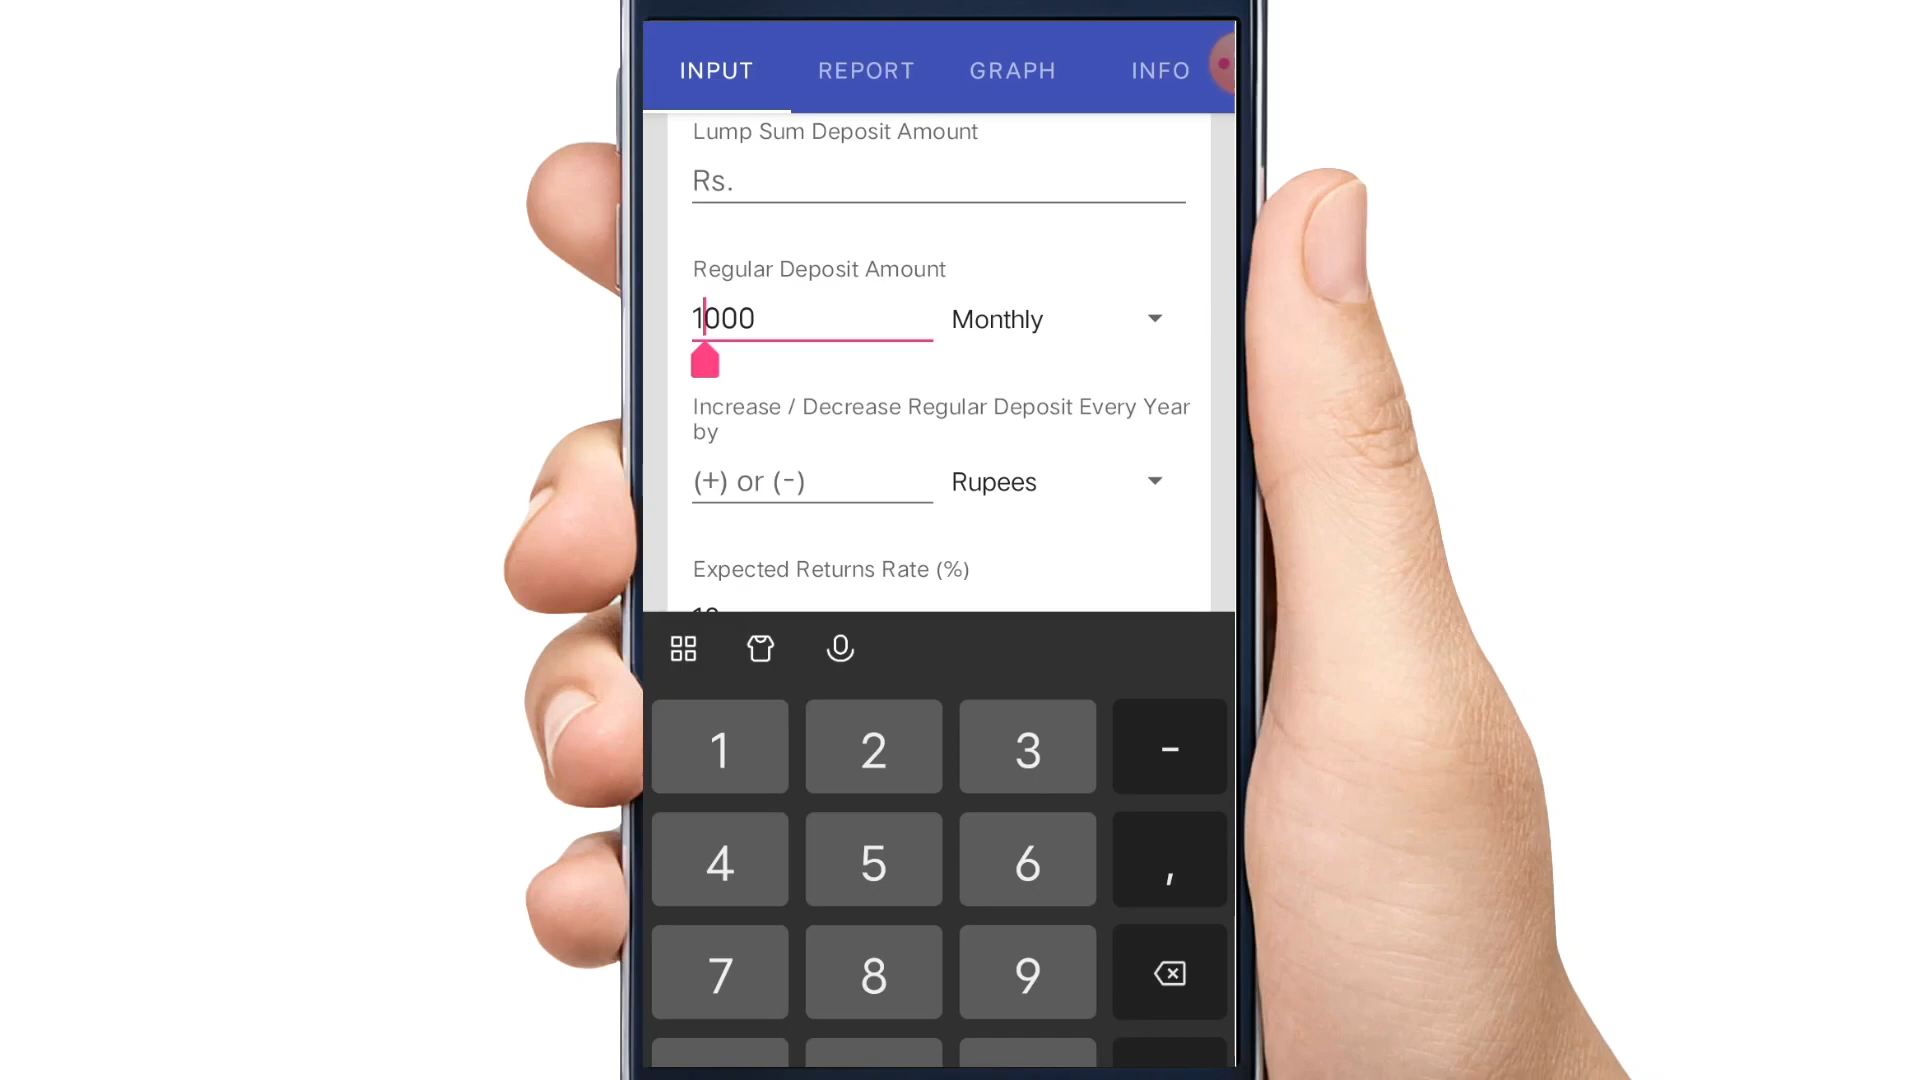 INPUT REPORT GRAPH INFO
Lump Sum Deposit Amount
Rs.
Regular Deposit Amount
1000 Monthly
Increase / Decrease Regular Deposit Every Year
by
(+) or (-) Rupees
Expected Returns Rate (%)
1 2 3 -
4 5 6 ,
7 8 9